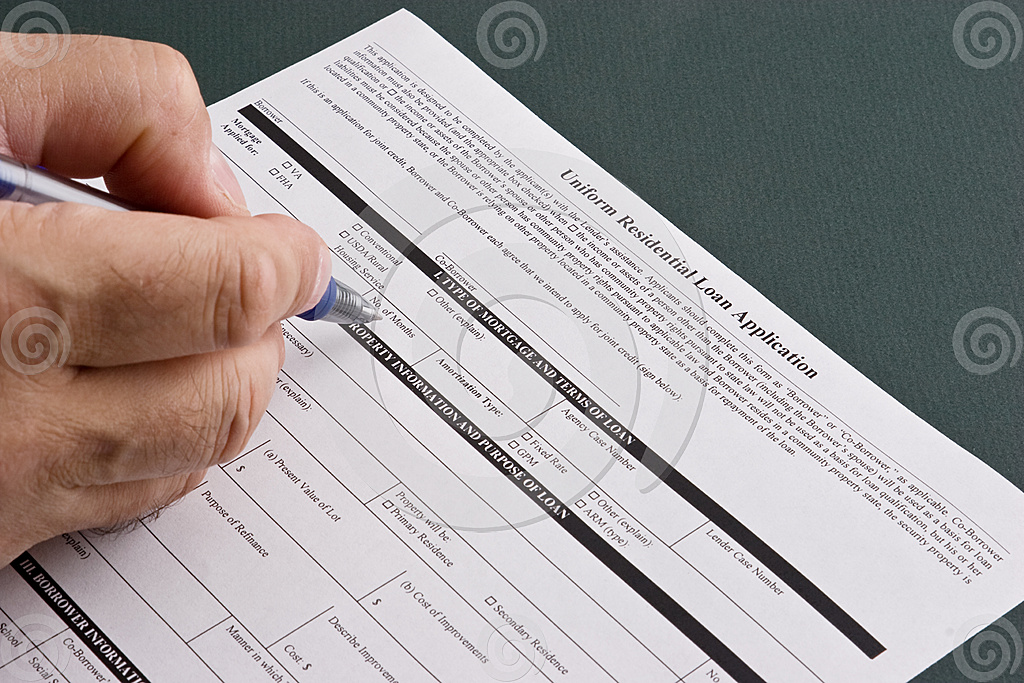 Uniform Residential Loan Application
This application is designed to be completed by the applicant(s) with the Lender's assistance. Applicants should complete this form as "Borrower," or "Co-Borrower," as applicable. Co-Borrower
information must also be provided (and the appropriate box checked) when ☐ the income or assets of a person other than the Borrower (including the Borrower's spouse) will be used as a basis for loan
qualification or ☐ the income or assets of the Borrower's spouse or other person who has community property rights pursuant to state law will not be used as a basis for loan qualification, but his or her
liabilities must be considered because the spouse or other person has community property rights pursuant to applicable law and Borrower resides in a community property state, the security property is
located in a community property state, or the Borrower is relying on other property located in a community property state as a basis for repayment of the loan.
If this is an application for joint credit, Borrower and Co-Borrower each agree that we intend to apply for joint credit (sign below):
Borrower
Co-Borrower
I. TYPE OF MORTGAGE AND TERMS OF LOAN
Mortgage
Applied for:
☐ VA
☐ FHA
☐ Conventional
☐ USDA/Rural
Housing Service
☐ Other (explain):
Agency Case Number
Lender Case Number
No. of Months
Amortization Type:
☐ Fixed Rate
☐ GPM
☐ Other (explain):
☐ ARM (type):
PROPERTY INFORMATION AND PURPOSE OF LOAN
No
(explain):
Property will be:
☐ Primary Residence
☐ Secondary Residence
(a) Present Value of Lot
$
(b) Cost of Improvements
$
Purpose of Refinance
Describe Improvements
Cost: $
(explain)
Manner in which
III. BORROWER INFORMATI
Co-Borrow
School
Social S